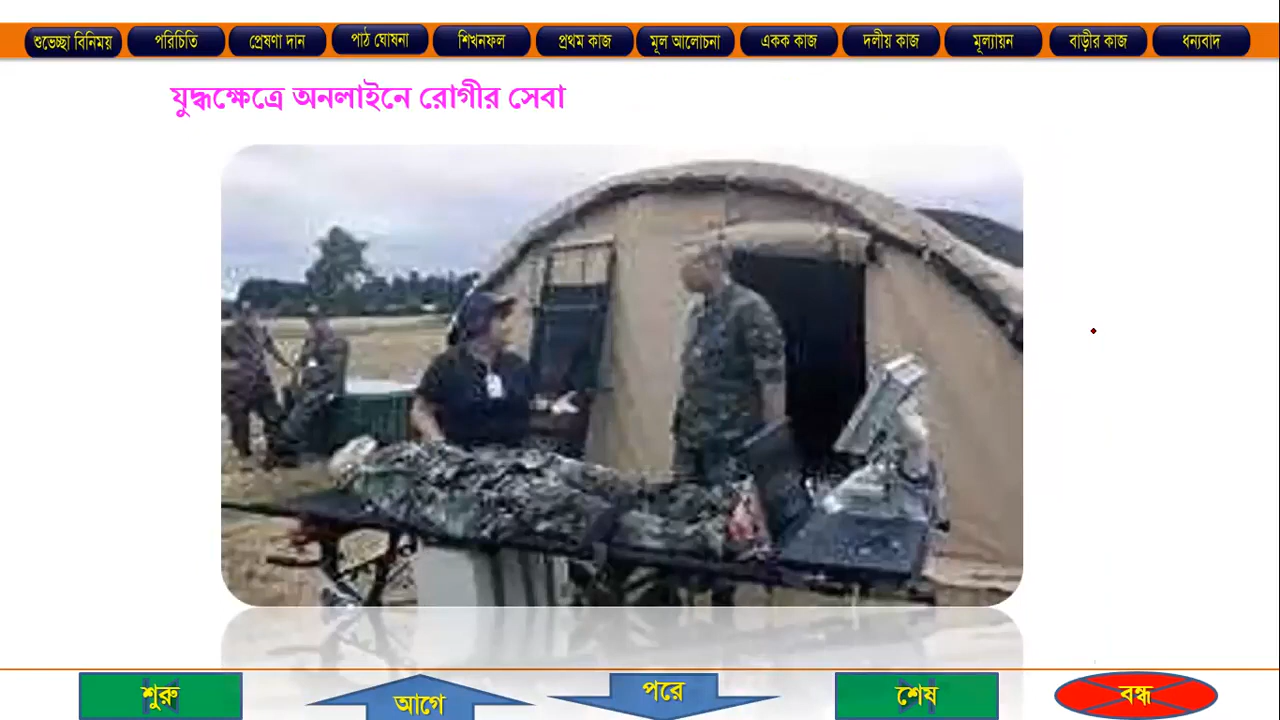 শুভেচ্ছা বিনিময় পরিচিতি প্রেষণা দান পাঠ ঘোষনা শিখনফল প্রথম কাজ মূল আলোচনা একক কাজ দলীয় কাজ মূল্যায়ন বাড়ীর কাজ ধন্যবাদ
যুদ্ধক্ষেত্রে অনলাইনে রোগীর সেবা
শুরু আগে পরে শেষ বন্ধ